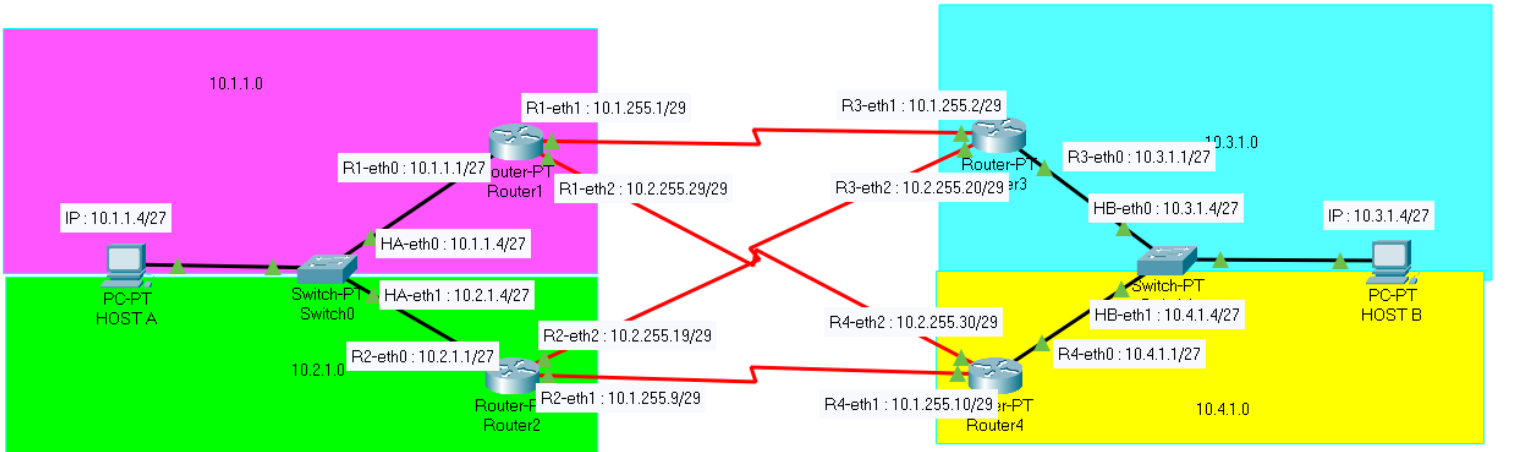 10.1.1.0
R1-eth1 : 10.1.255.1/29
R3-eth1 : 10.1.255.2/29
10.3.1.0
R1-eth0 : 10.1.1.1/27
Router1
R1-eth2 : 10.2.255.29/29
Router-PT
R3-eth2 : 10.2.255.20/29
R3-eth0 : 10.3.1.1/27
IP : 10.1.1.4/27
HB-eth0 : 10.3.1.4/27
IP : 10.3.1.4/27
HA-eth0 : 10.1.1.4/27
PC-PT
HOST A
Switch-PT
Switch0
HA-eth1 : 10.2.1.4/27
Switch-PT
PC-PT
HOST B
HB-eth1 : 10.4.1.4/27
R2-eth2 : 10.2.255.19/29
R4-eth2 : 10.2.255.30/29
R2-eth0 : 10.2.1.1/27
R4-eth0 : 10.4.1.1/27
10.2.1.0
R2-eth1 : 10.1.255.9/29
Router2
R4-eth1 : 10.1.255.10/29
Router4
10.4.1.0